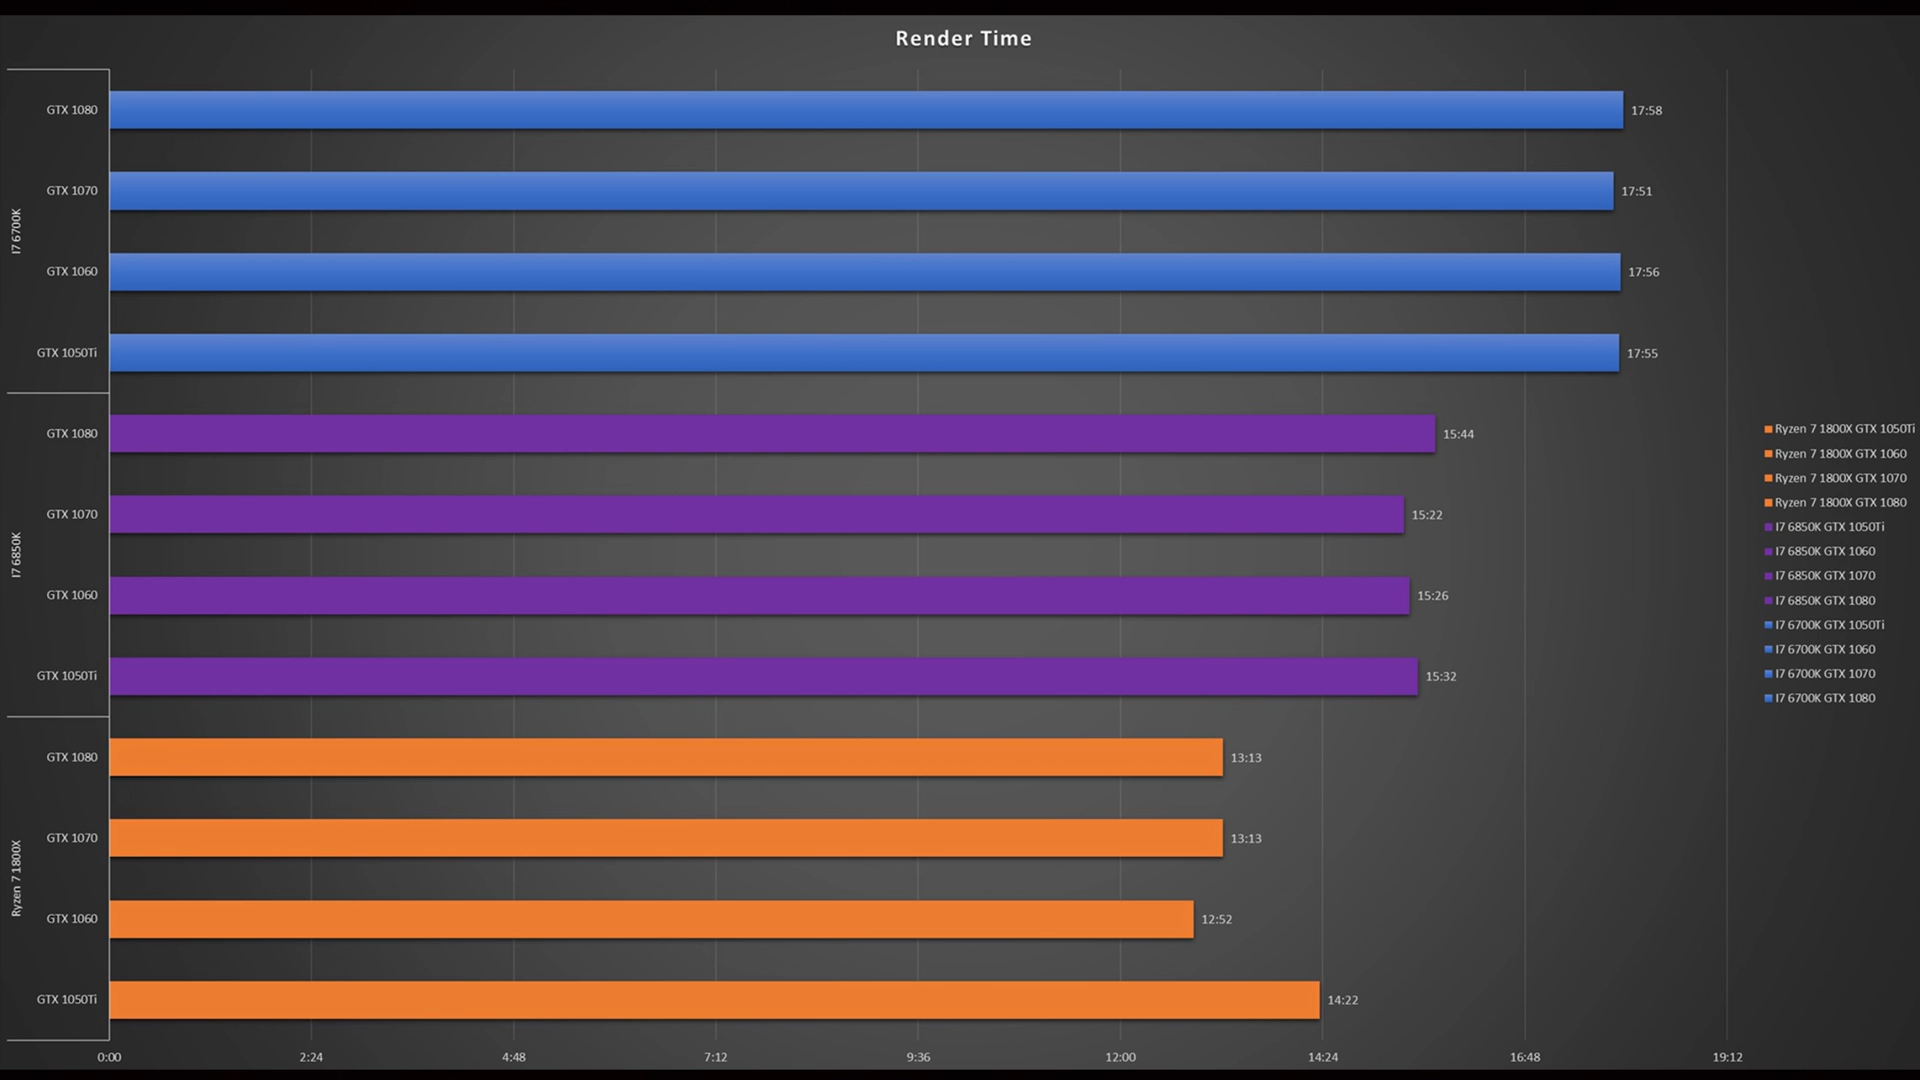 Render Time
I7 6700K
GTX 1080
17:58
GTX 1070
17:51
GTX 1060
17:56
GTX 1050Ti
17:55
I7 6850K
GTX 1080
15:44
GTX 1070
15:22
GTX 1060
15:26
GTX 1050Ti
15:32
Ryzen 7 1800X
GTX 1080
13:13
GTX 1070
13:13
GTX 1060
12:52
GTX 1050Ti
14:22
0:00 2:24 4:48 7:12 9:36 12:00 14:24 16:48 19:12
Ryzen 7 1800X GTX 1050Ti
Ryzen 7 1800X GTX 1060
Ryzen 7 1800X GTX 1070
Ryzen 7 1800X GTX 1080
I7 6850K GTX 1050Ti
I7 6850K GTX 1060
I7 6850K GTX 1070
I7 6850K GTX 1080
I7 6700K GTX 1050Ti
I7 6700K GTX 1060
I7 6700K GTX 1070
I7 6700K GTX 1080